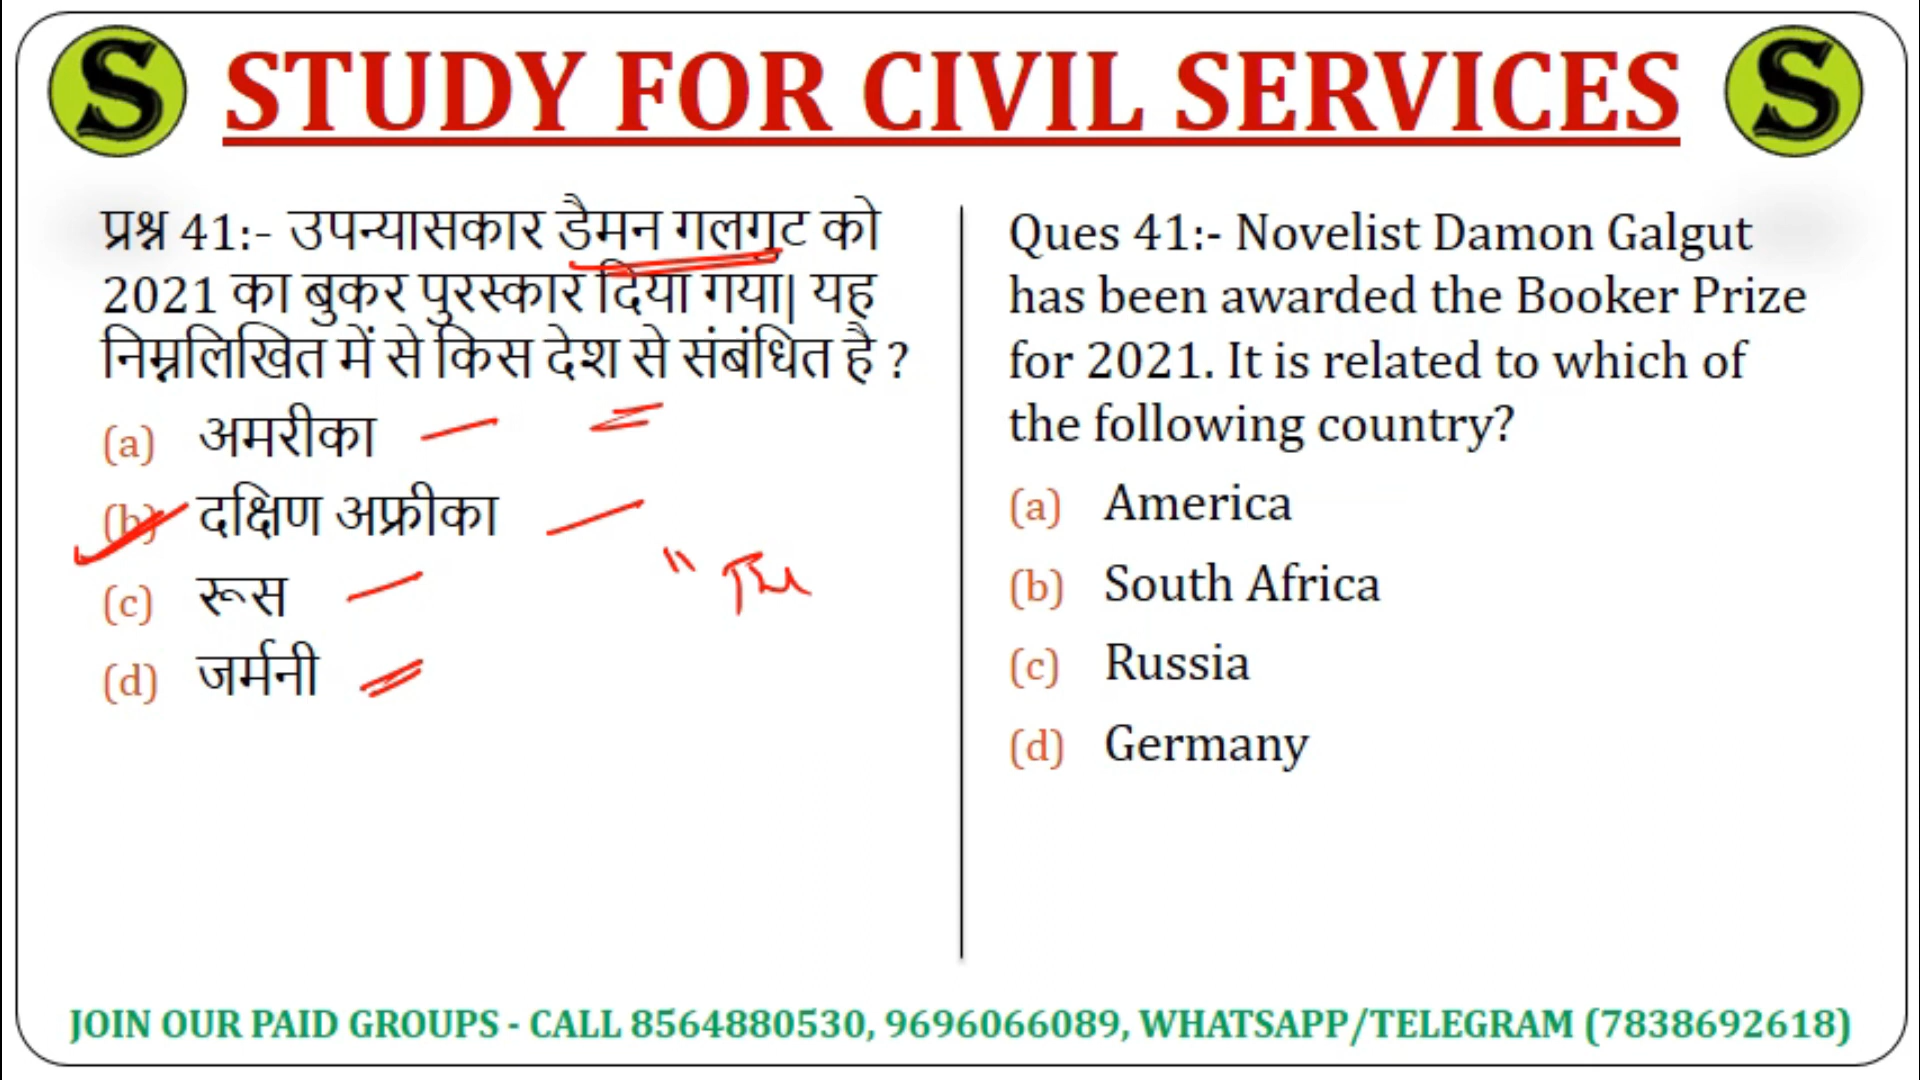 S STUDY FOR CIVIL SERVICES S
प्रश्न 41:- उपन्यासकार डैमन गलगुट को
2021 का बुकर पुरस्कार दिया गया| यह
निम्नलिखित में से किस देश से संबंधित है ?
(a) अमरीका
(b) दक्षिण अफ्रीका
(c) रूस
" The
(d) जर्मनी
Ques 41:- Novelist Damon Galgut
has been awarded the Booker Prize
for 2021. It is related to which of
the following country?
(a) America
(b) South Africa
(c) Russia
(d) Germany
JOIN OUR PAID GROUPS - CALL 8564880530, 9696066089, WHATSAPP/TELEGRAM (7838692618)